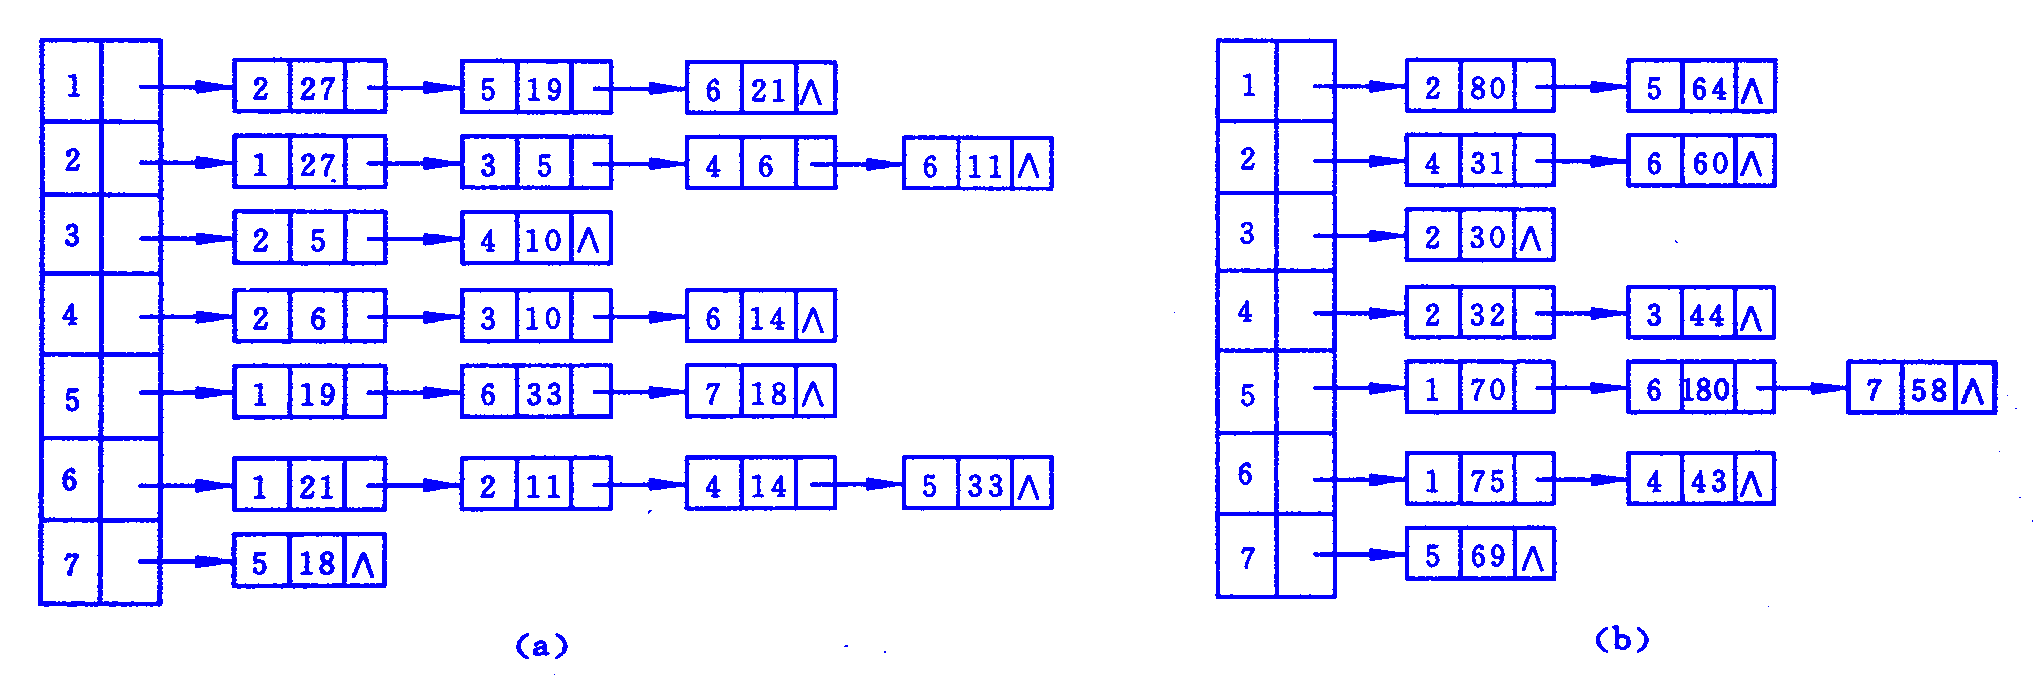 1 2 27 5 19 6 21 ∧
2 1 27 3 5 4 6 6 11 ∧
3 2 5 4 10 ∧
4 2 6 3 10 6 14 ∧
5 1 19 6 33 7 18 ∧
6 1 21 2 11 4 14 5 33 ∧
7 5 18 ∧
(a)
1 2 80 5 64 ∧
2 4 31 6 60 ∧
3 2 30 ∧
4 2 32 3 44 ∧
5 1 70 6 180 7 58 ∧
6 1 75 4 43 ∧
7 5 69 ∧
(b)